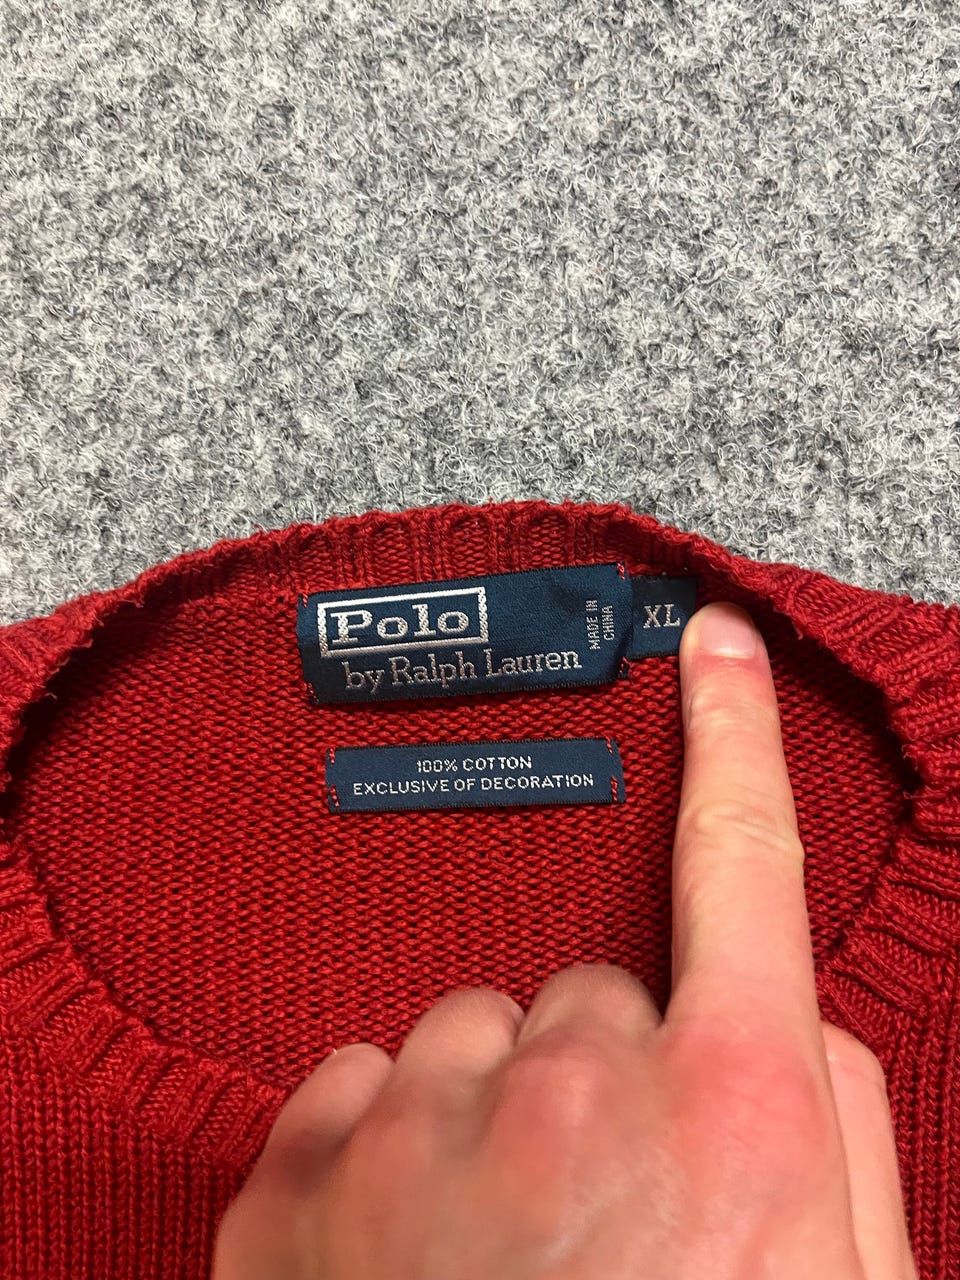 Polo
by Ralph Lauren
MADE IN
CHINA
XL
100% COTTON
EXCLUSIVE OF DECORATION